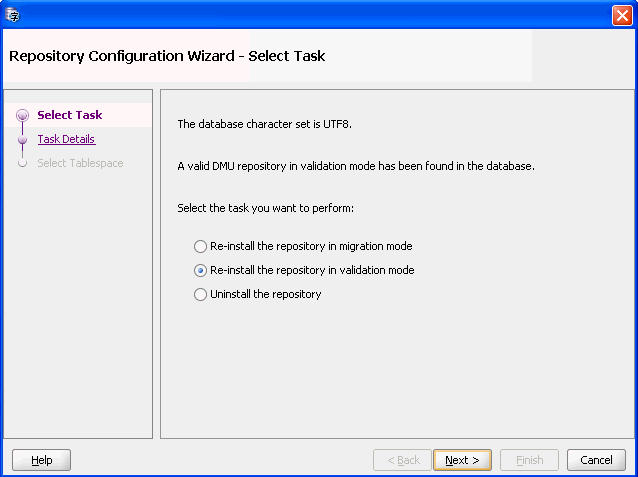 Repository Configuration Wizard - Select Task
Select Task
Task Details
Select Tablespace
The database character set is UTF8.
A valid DMU repository in validation mode has been found in the database.
Select the task you want to perform:
Re-install the repository in migration mode
Re-install the repository in validation mode
Uninstall the repository
Help
< Back
Next >
Finish
Cancel